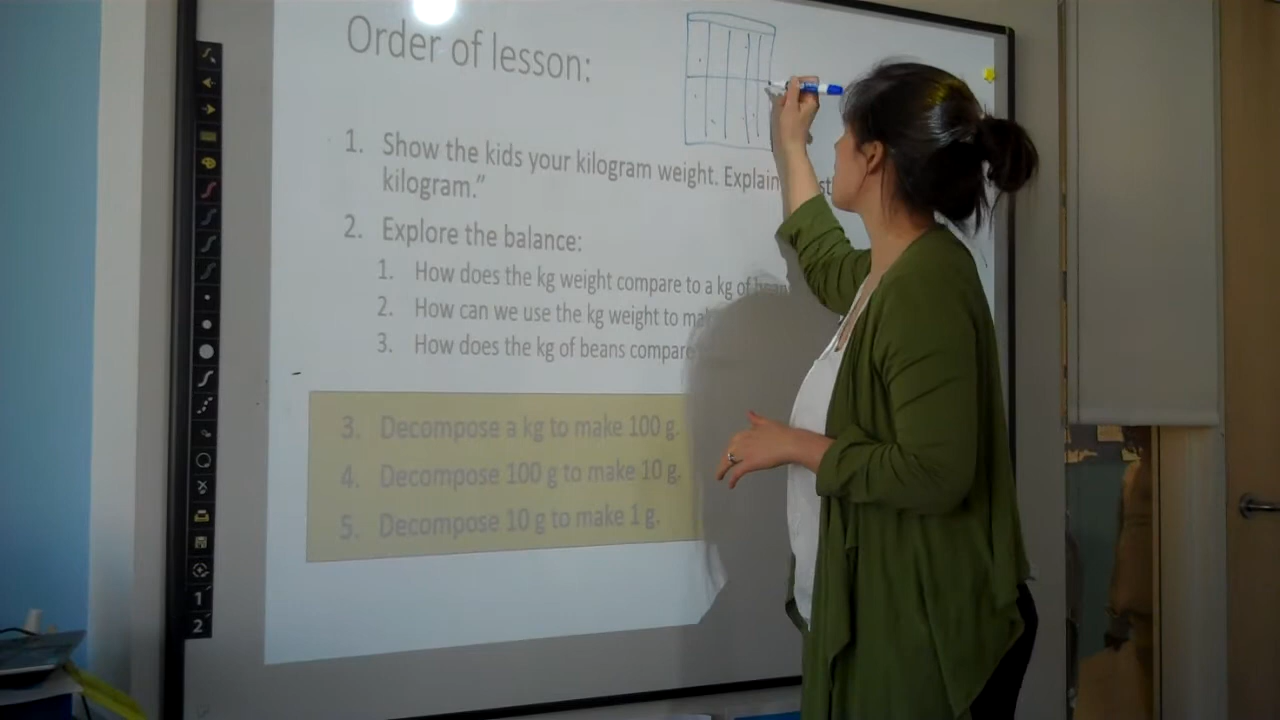 Order of lesson:
1. Show the kids your kilogram weight. Explain
kilogram.”
2. Explore the balance:
1. How does the kg weight compare to a kg of
2. How can we use the kg weight to
3. How does the kg of beans compare
3. Decompose a kg to make 100 g.
4. Decompose 100 g to make 10 g.
5. Decompose 10 g to make 1 g.
1
2